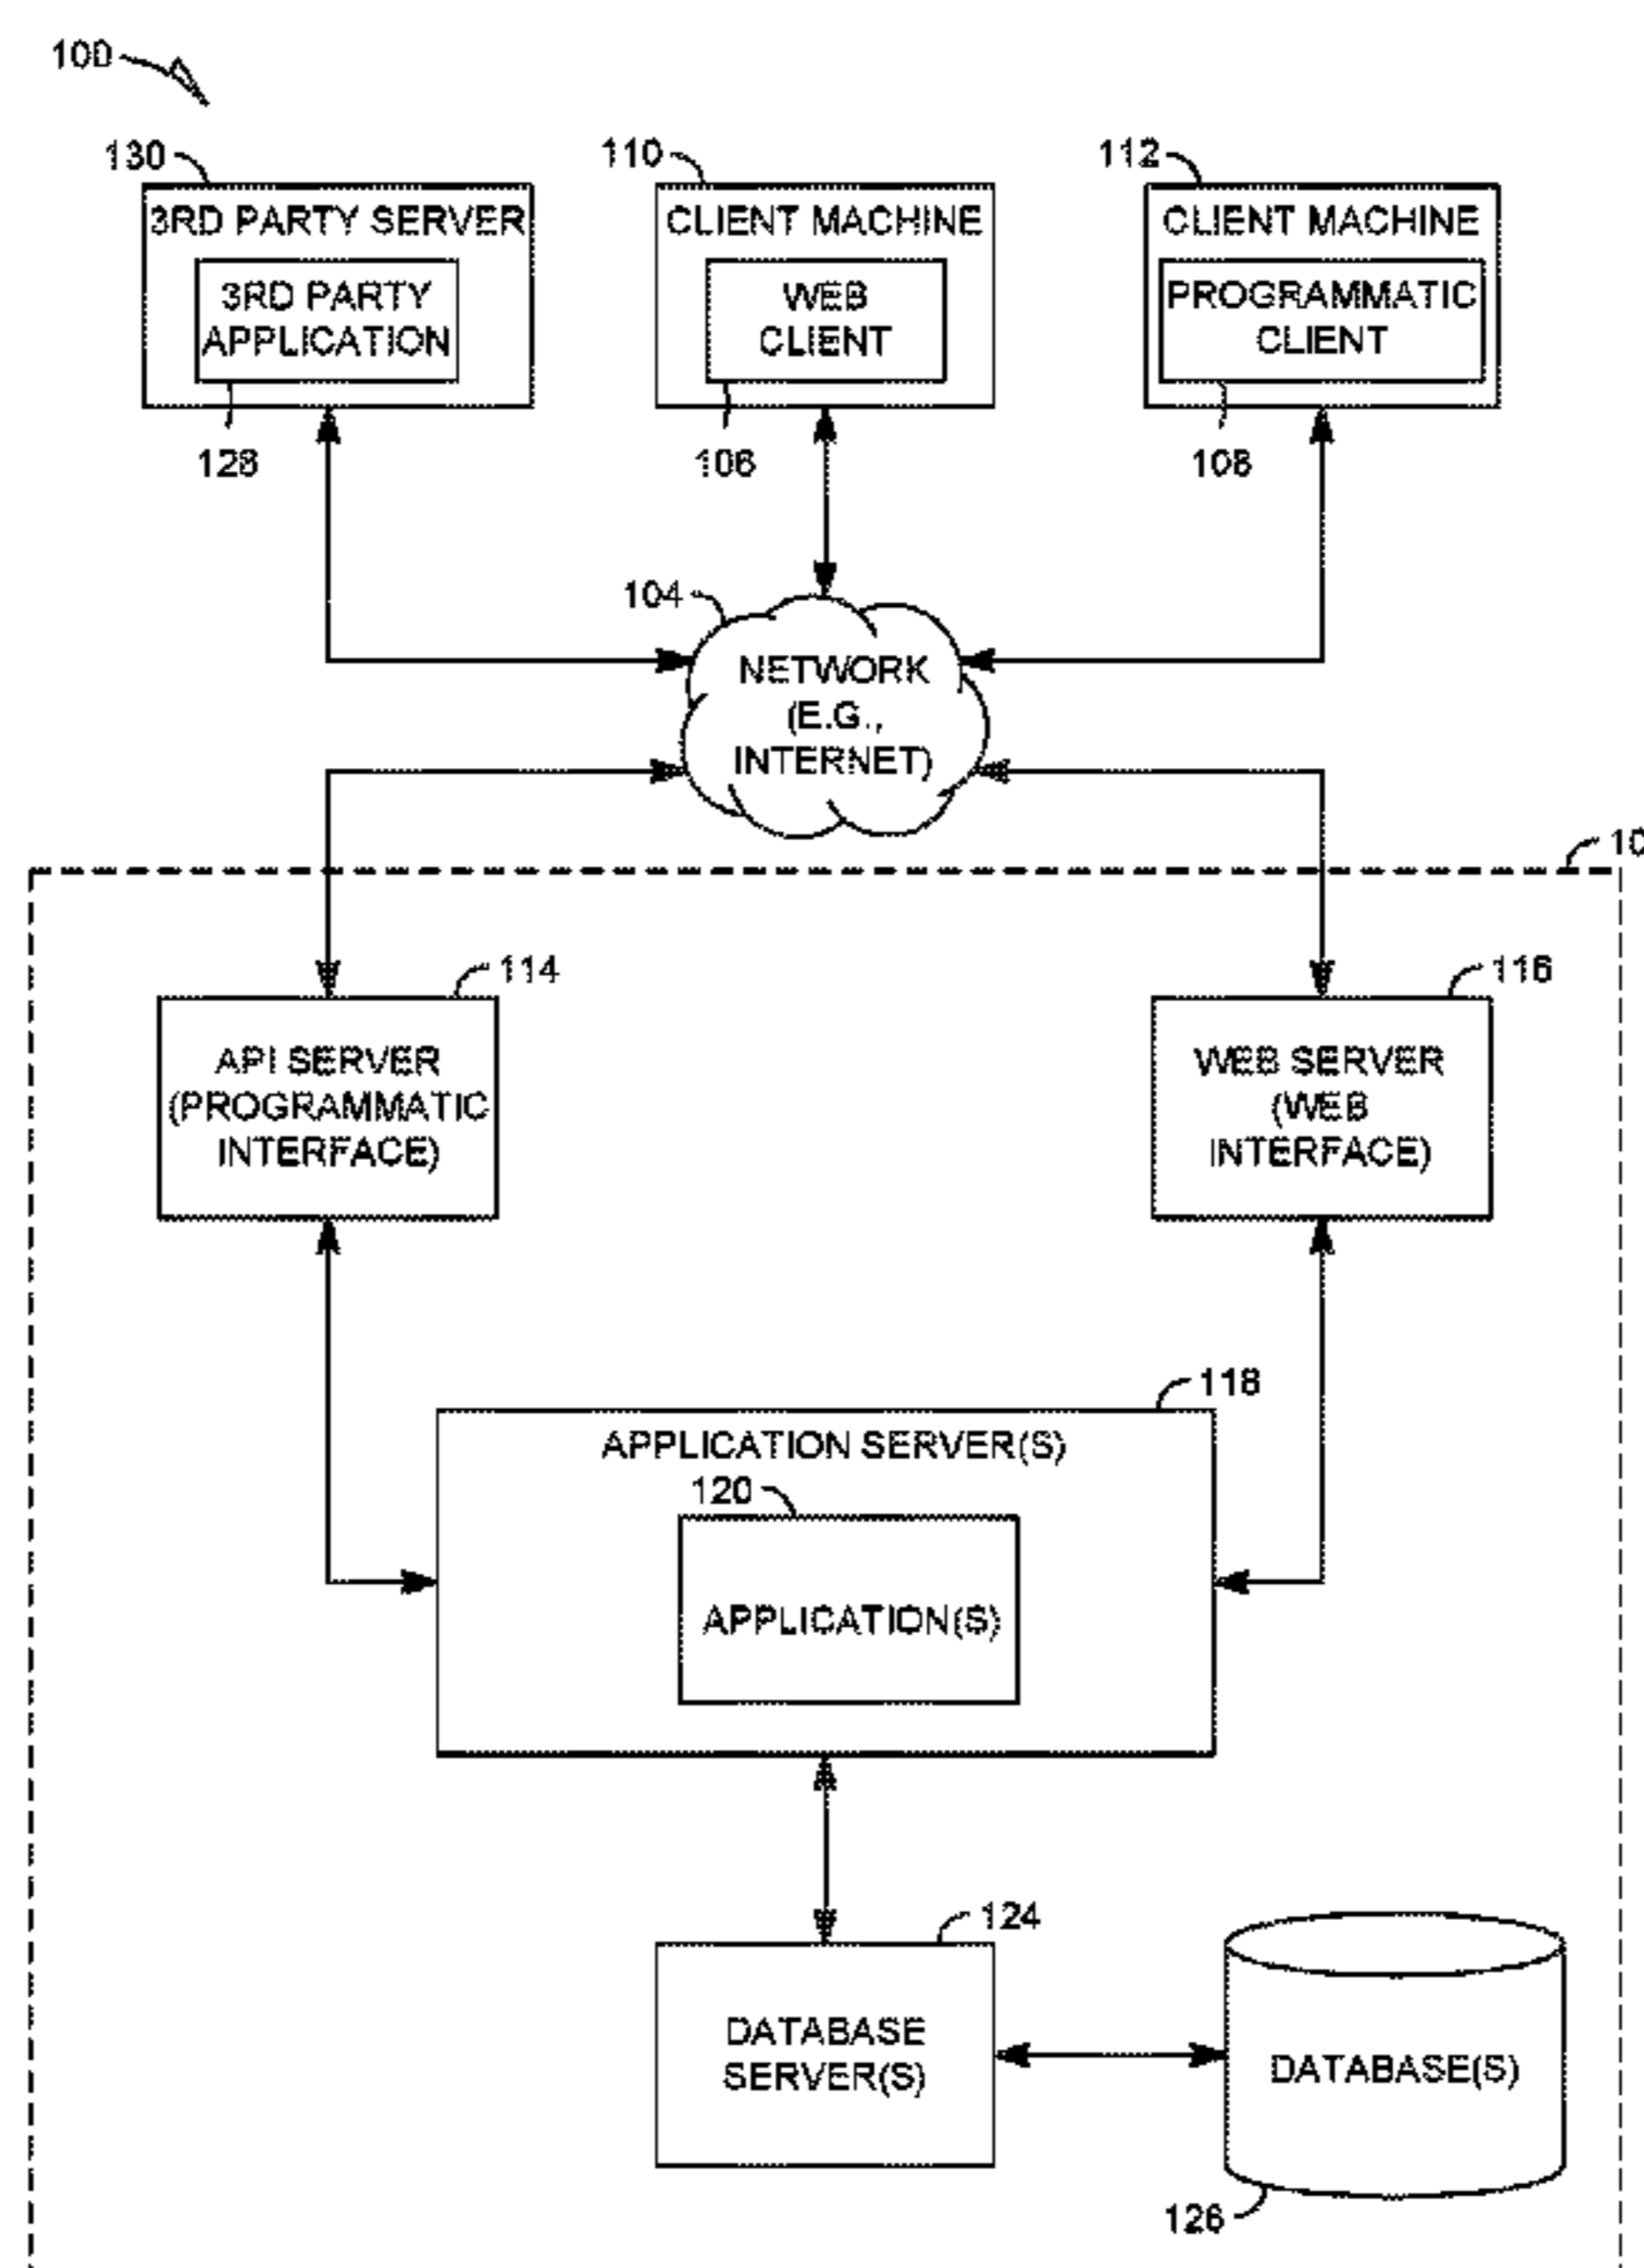 100
130
110
112
3RD PARTY SERVER
CLIENT MACHINE
CLIENT MACHINE
3RD PARTY
APPLICATION
WEB
CLIENT
PROGRAMMATIC
CLIENT
128
106
108
104
NETWORK
(E.G.,
INTERNET)
10
114
116
API SERVER
(PROGRAMMATIC
INTERFACE)
WEB SERVER
(WEB
INTERFACE)
118
APPLICATION SERVER(S)
120
APPLICATION(S)
124
DATABASE
SERVER(S)
DATABASE(S)
126